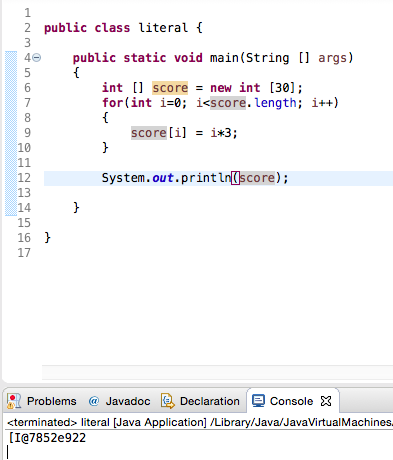 1
2 public class literal {
3
4 public static void main(String [] args)
5 {
6 int [] score = new int [30];
7 for(int i=0; i<score.length; i++)
8 {
9 score[i] = i*3;
10 }
11
12 System.out.println(score);
13
14 }
15
16 }
17
Problems @ Javadoc Declaration Console
<terminated> literal [Java Application] /Library/Java/JavaVirtualMachines/
[I@7852e922